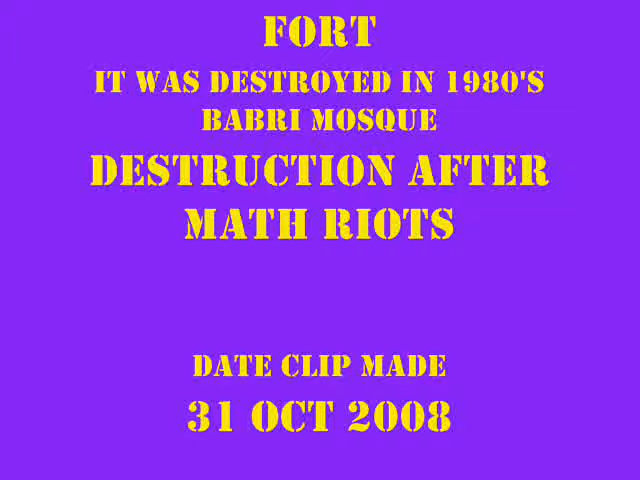 FORT
IT WAS DESTROYED IN 1980'S
BABRI MOSQUE
DESTRUCTION AFTER
MATH RIOTS
DATE CLIP MADE
31 OCT 2008